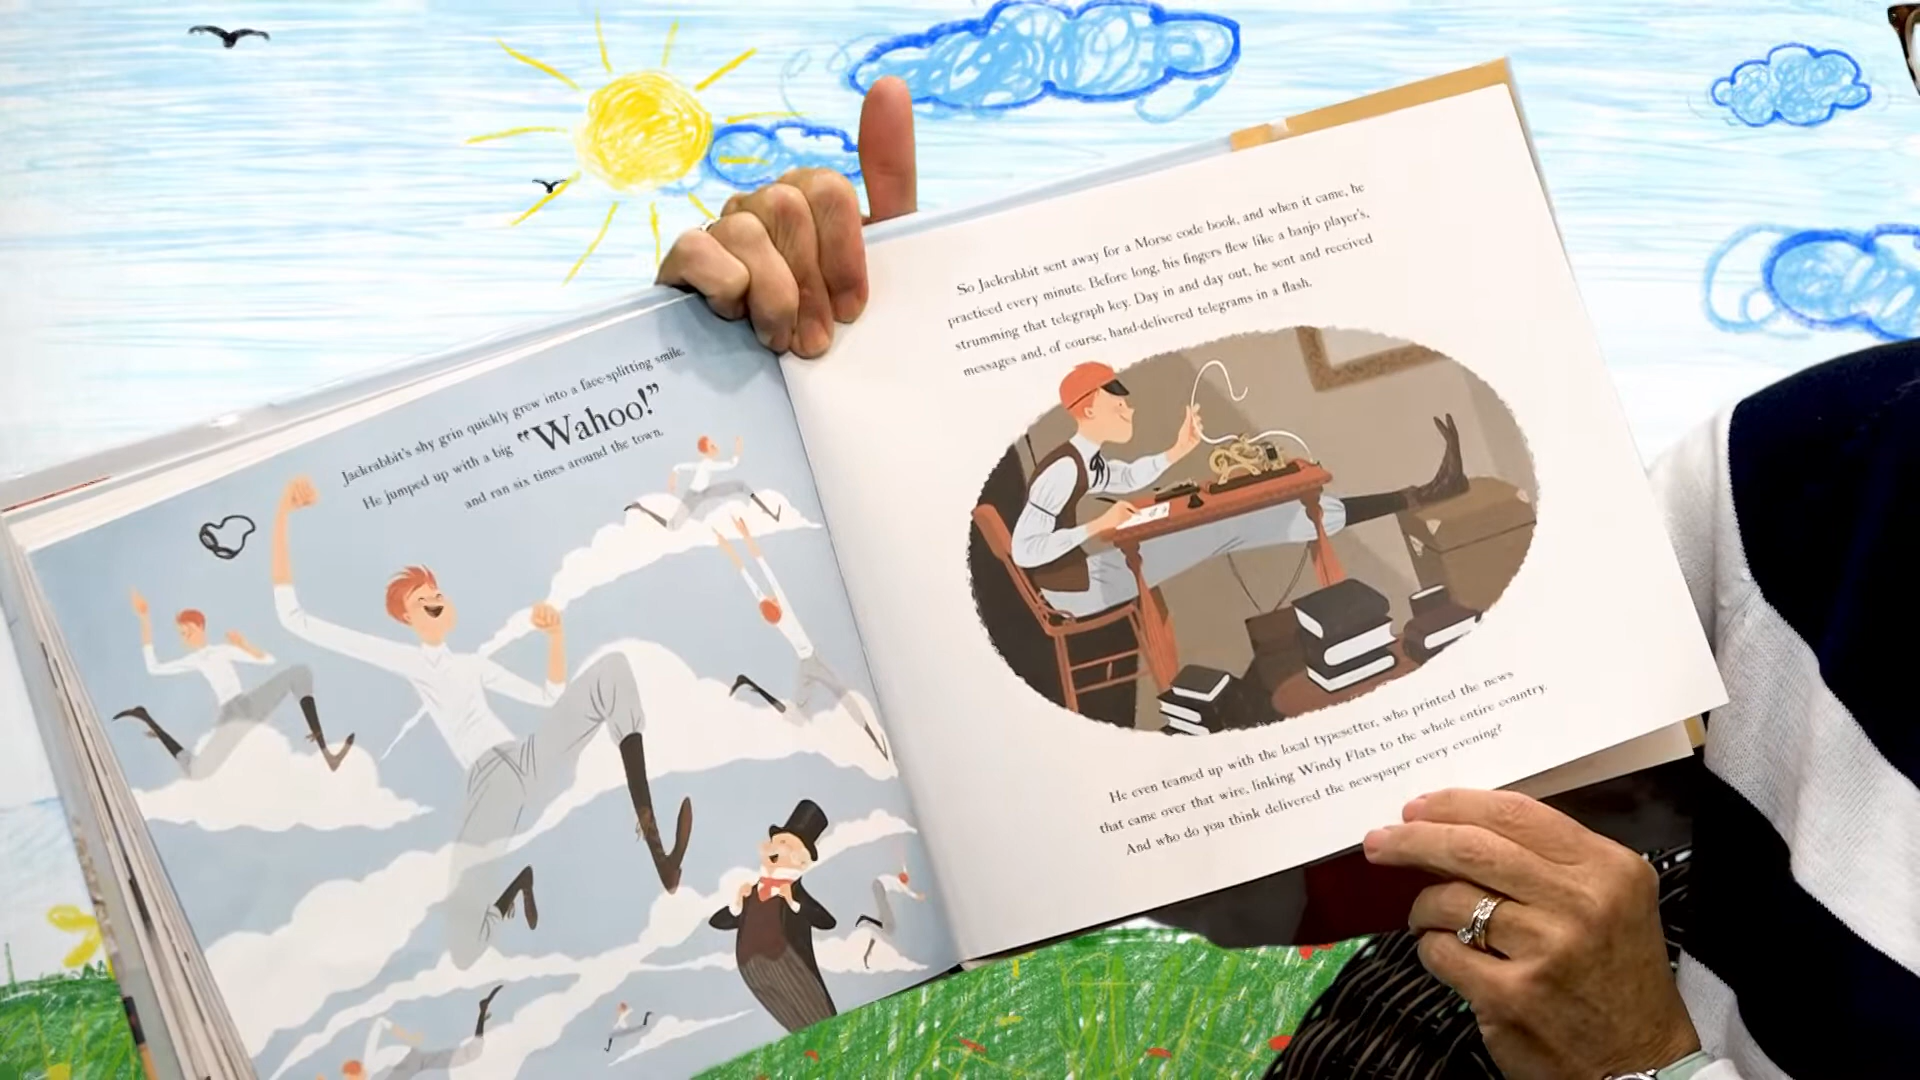 Jackrabbit's shy grin quickly grew into a face-splitting smile.
He jumped up with a big "Wahoo!"
and ran six times around the town.
So Jackrabbit sent away for a Morse code book, and when it came, he
practiced every minute. Before long, his fingers flew like a banjo player's,
strumming that telegraph key. Day in and day out, he sent and received
messages and, of course, hand-delivered telegrams in a flash.
He even teamed up with the local typesetter, who printed the news
that came over that wire, linking Windy Flats to the whole entire country.
And who do you think delivered the newspaper every evening?